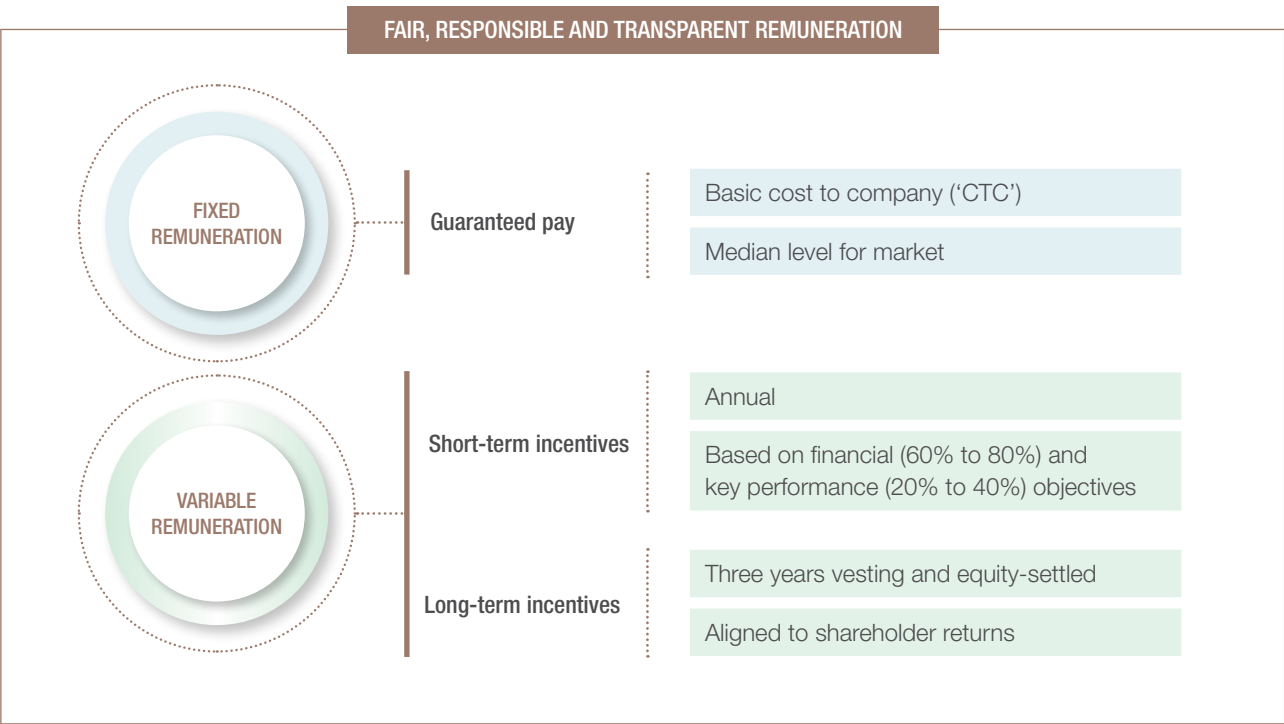 FAIR, RESPONSIBLE AND TRANSPARENT REMUNERATION
FIXED
REMUNERATION
Guaranteed pay
Basic cost to company (‘CTC’)
Median level for market
VARIABLE
REMUNERATION
Short-term incentives
Annual
Based on financial (60% to 80%) and
key performance (20% to 40%) objectives
Long-term incentives
Three years vesting and equity-settled
Aligned to shareholder returns